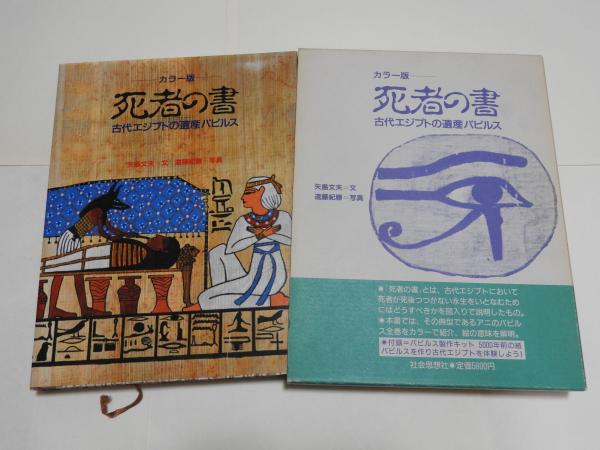 カラー版
死者の書
古代エジプトの遺産パピルス
矢島文夫=文 遠藤紀勝=写真
カラー版
死者の書
古代エジプトの遺産パピルス
矢島文夫=文
遠藤紀勝=写真
●「死者の書」とは、古代エジプトにおいて
死者が死後つつがない永生をいとなむため
にはどうすべきかを図入りで説明したもの。
●本書では、その典型であるアニのパピル
ス全巻をカラーで紹介、絵の意味を解明。
●付録=パピルス製作キット 5000年前の紙
パピルスを作り古代エジプトを体験しよう!
社会思想社●定価5800円